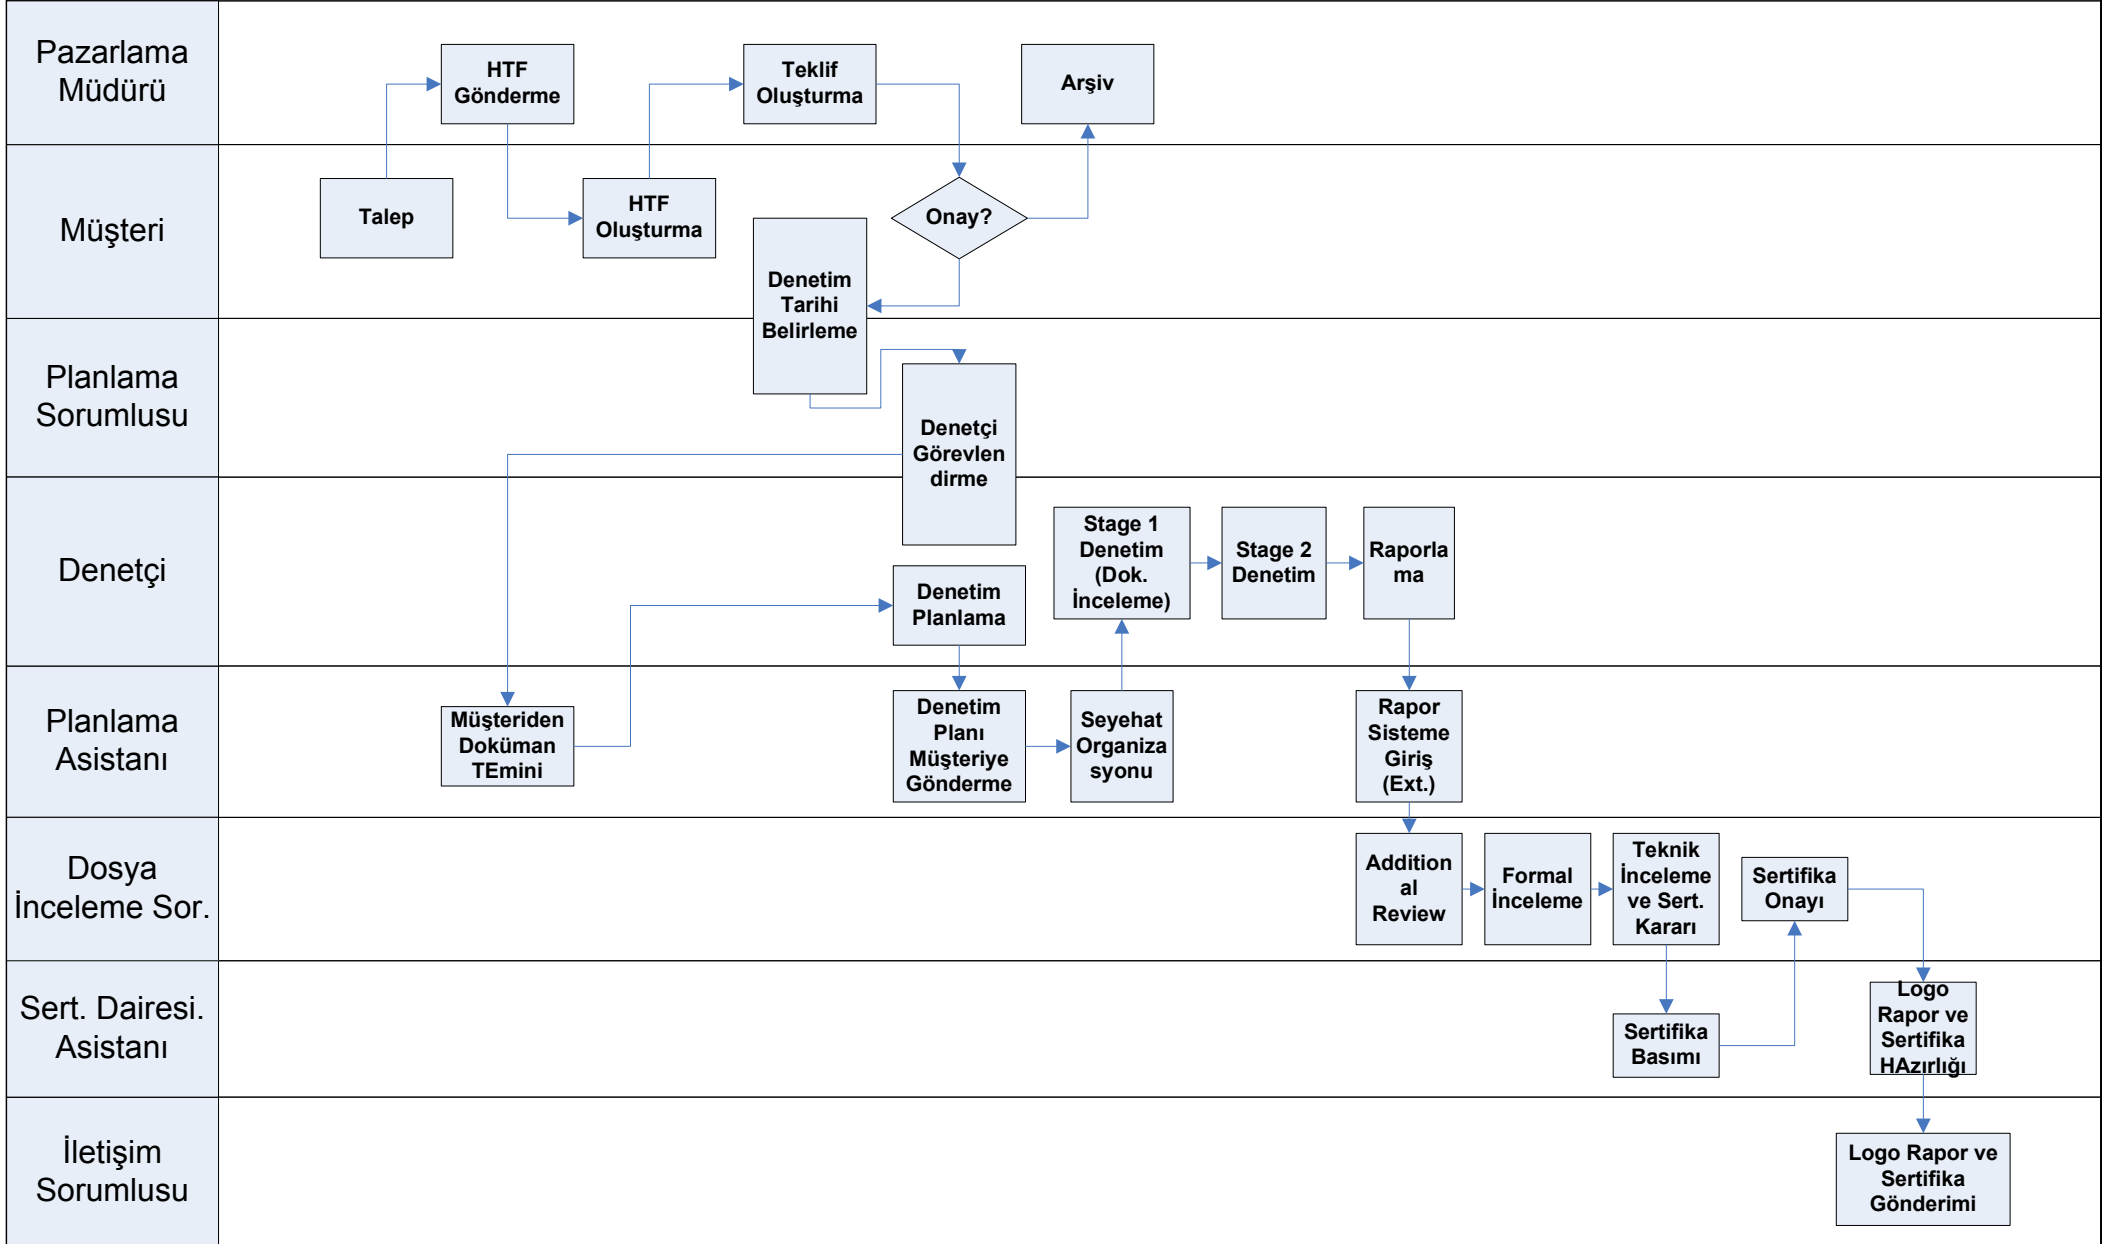 Pazarlama
Müdürü
HTF
Gönderme
Teklif
Oluşturma
Arşiv
Müşteri
Talep
HTF
Oluşturma
Onay?
Denetim
Tarihi
Belirleme
Planlama
Sorumlusu
Denetçi
Görevlen
dirme
Denetçi
Denetim
Planlama
Stage 1
Denetim
(Dok.
İnceleme)
Stage 2
Denetim
Raporla
ma
Planlama
Asistanı
Müşteriden
Doküman
TEmini
Denetim
Planı
Müşteriye
Gönderme
Seyehat
Organiza
syonu
Rapor
Sisteme
Giriş
(Ext.)
Dosya
İnceleme Sor.
Addition
al
Review
Formal
İnceleme
Teknik
İnceleme
ve Sert.
Kararı
Sertifika
Onayı
Sert. Dairesi.
Asistanı
Sertifika
Basımı
Logo
Rapor ve
Sertifika
HAzırlığı
İletişim
Sorumlusu
Logo Rapor ve
Sertifika
Gönderimi